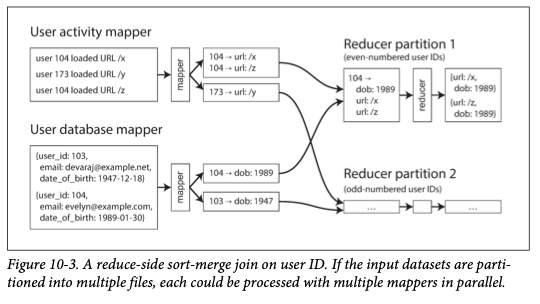 User activity mapper
user 104 loaded URL /x
user 173 loaded URL /y
user 104 loaded URL /z
mapper
104 → url: /x
104 → url: /z
173 → url: /y
User database mapper
{user_id: 103,
email: devaraj@example.net,
date_of_birth: 1947-12-18}
{user_id: 104,
email: evelyn@example.com,
date_of_birth: 1989-01-30}
mapper
104 → dob: 1989
103 → dob: 1947
Reducer partition 1
(even-numbered user IDs)
104 →
dob: 1989
url: /x
url: /z
reducer
{url: /x,
dob: 1989}
{url: /z,
dob: 1989}
Reducer partition 2
(odd-numbered user IDs)
...
...
Figure 10-3. A reduce-side sort-merge join on user ID. If the input datasets are parti-
tioned into multiple files, each could be processed with multiple mappers in parallel.